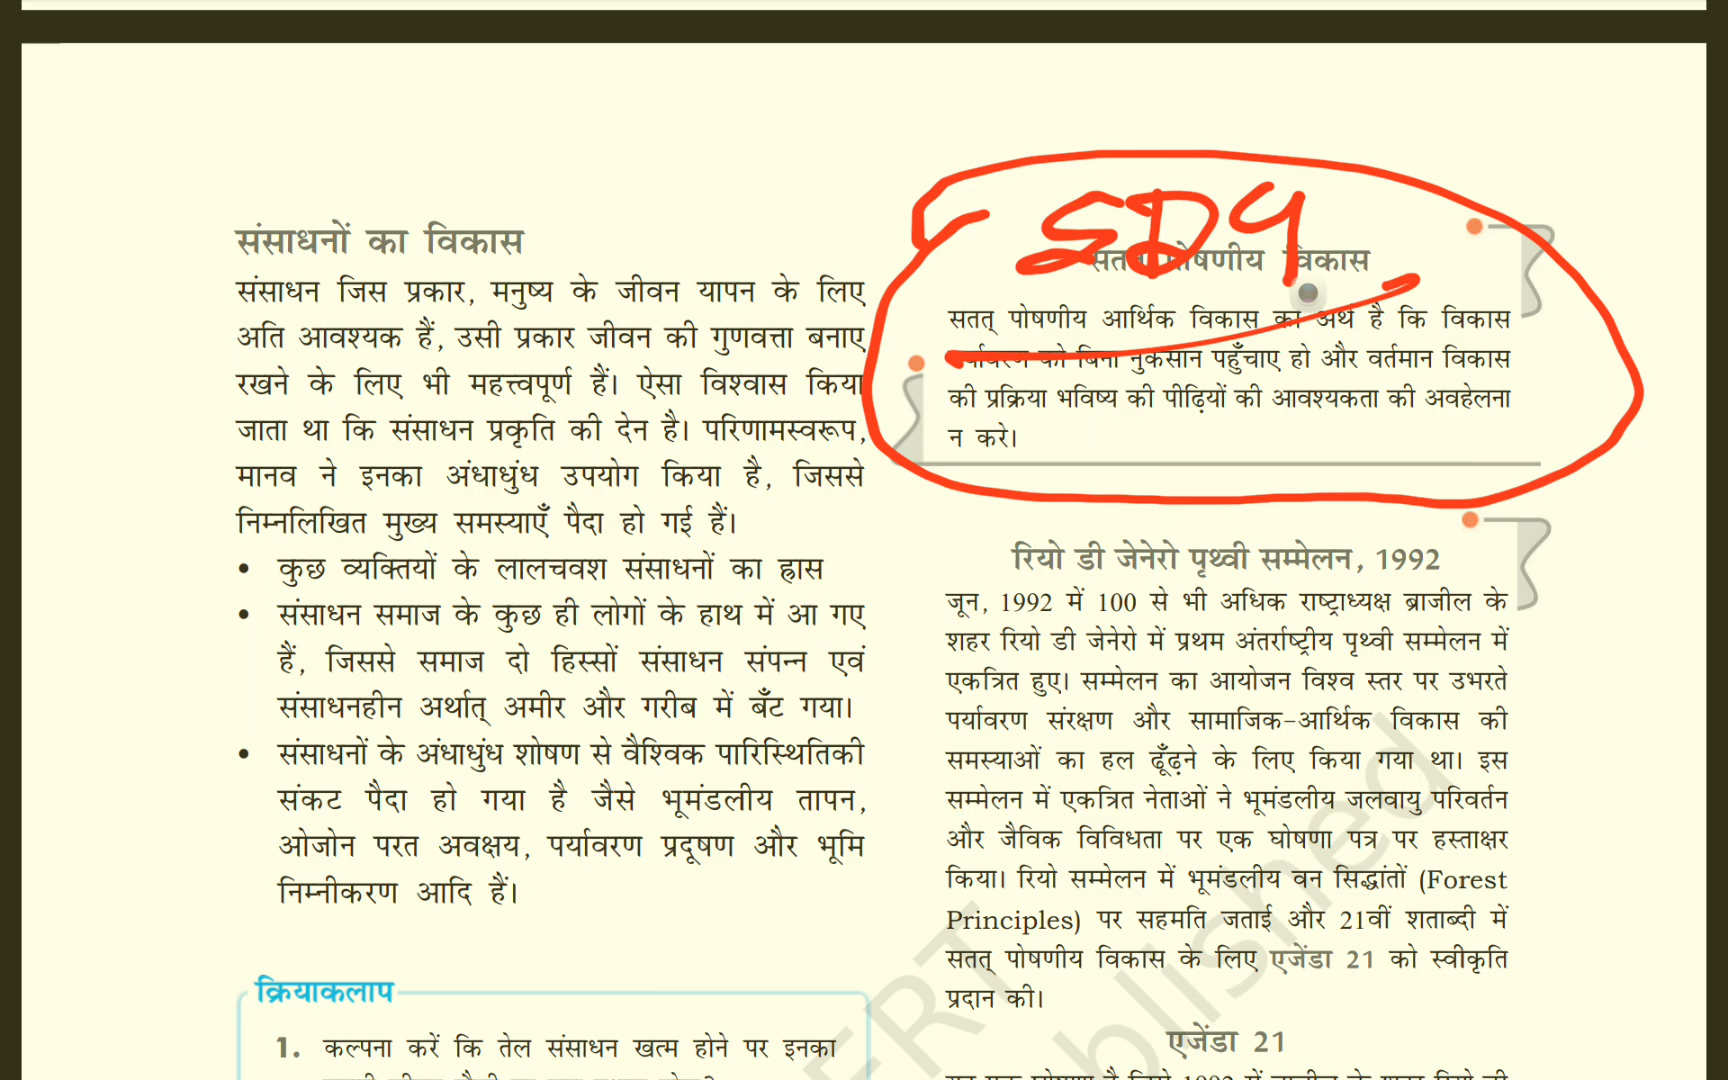 संसाधनों का विकास
संसाधन जिस प्रकार, मनुष्य के जीवन यापन के लिए
अति आवश्यक हैं, उसी प्रकार जीवन की गुणवत्ता बनाए
रखने के लिए भी महत्त्वपूर्ण हैं। ऐसा विश्वास किया
जाता था कि संसाधन प्रकृति की देन है। परिणामस्वरूप,
मानव ने इनका अंधाधुंध उपयोग किया है, जिससे
निम्नलिखित मुख्य समस्याएँ पैदा हो गई हैं।
• कुछ व्यक्तियों के लालचवश संसाधनों का ह्रास
• संसाधन समाज के कुछ ही लोगों के हाथ में आ गए
हैं, जिससे समाज दो हिस्सों संसाधन संपन्न एवं
संसाधनहीन अर्थात् अमीर और गरीब में बँट गया।
• संसाधनों के अंधाधुंध शोषण से वैश्विक पारिस्थितिकी
संकट पैदा हो गया है जैसे भूमंडलीय तापन,
ओजोन परत अवक्षय, पर्यावरण प्रदूषण और भूमि
निम्नीकरण आदि हैं।
क्रियाकलाप
1. कल्पना करें कि तेल संसाधन खत्म होने पर इनका
विकास
सतत् पोषणीय आर्थिक विकास का अर्थ है कि विकास
को बिना नुकसान पहुँचाए हो और वर्तमान विकास
की प्रक्रिया भविष्य की पीढ़ियों की आवश्यकता की अवहेलना
न करे।
रियो डी जेनेरो पृथ्वी सम्मेलन, 1992
जून, 1992 में 100 से भी अधिक राष्ट्राध्यक्ष ब्राजील के
शहर रियो डी जेनेरो में प्रथम अंतर्राष्ट्रीय पृथ्वी सम्मेलन में
एकत्रित हुए। सम्मेलन का आयोजन विश्व स्तर पर उभरते
पर्यावरण संरक्षण और सामाजिक-आर्थिक विकास की
समस्याओं का हल ढूँढ़ने के लिए किया गया था। इस
सम्मेलन में एकत्रित नेताओं ने भूमंडलीय जलवायु परिवर्तन
और जैविक विविधता पर एक घोषणा पत्र पर हस्ताक्षर
किया। रियो सम्मेलन में भूमंडलीय वन सिद्धांतों (Forest
Principles) पर सहमति जताई और 21वीं शताब्दी में
सतत् पोषणीय विकास के लिए एजेंडा 21 को स्वीकृति
प्रदान की।
एजेंडा 21